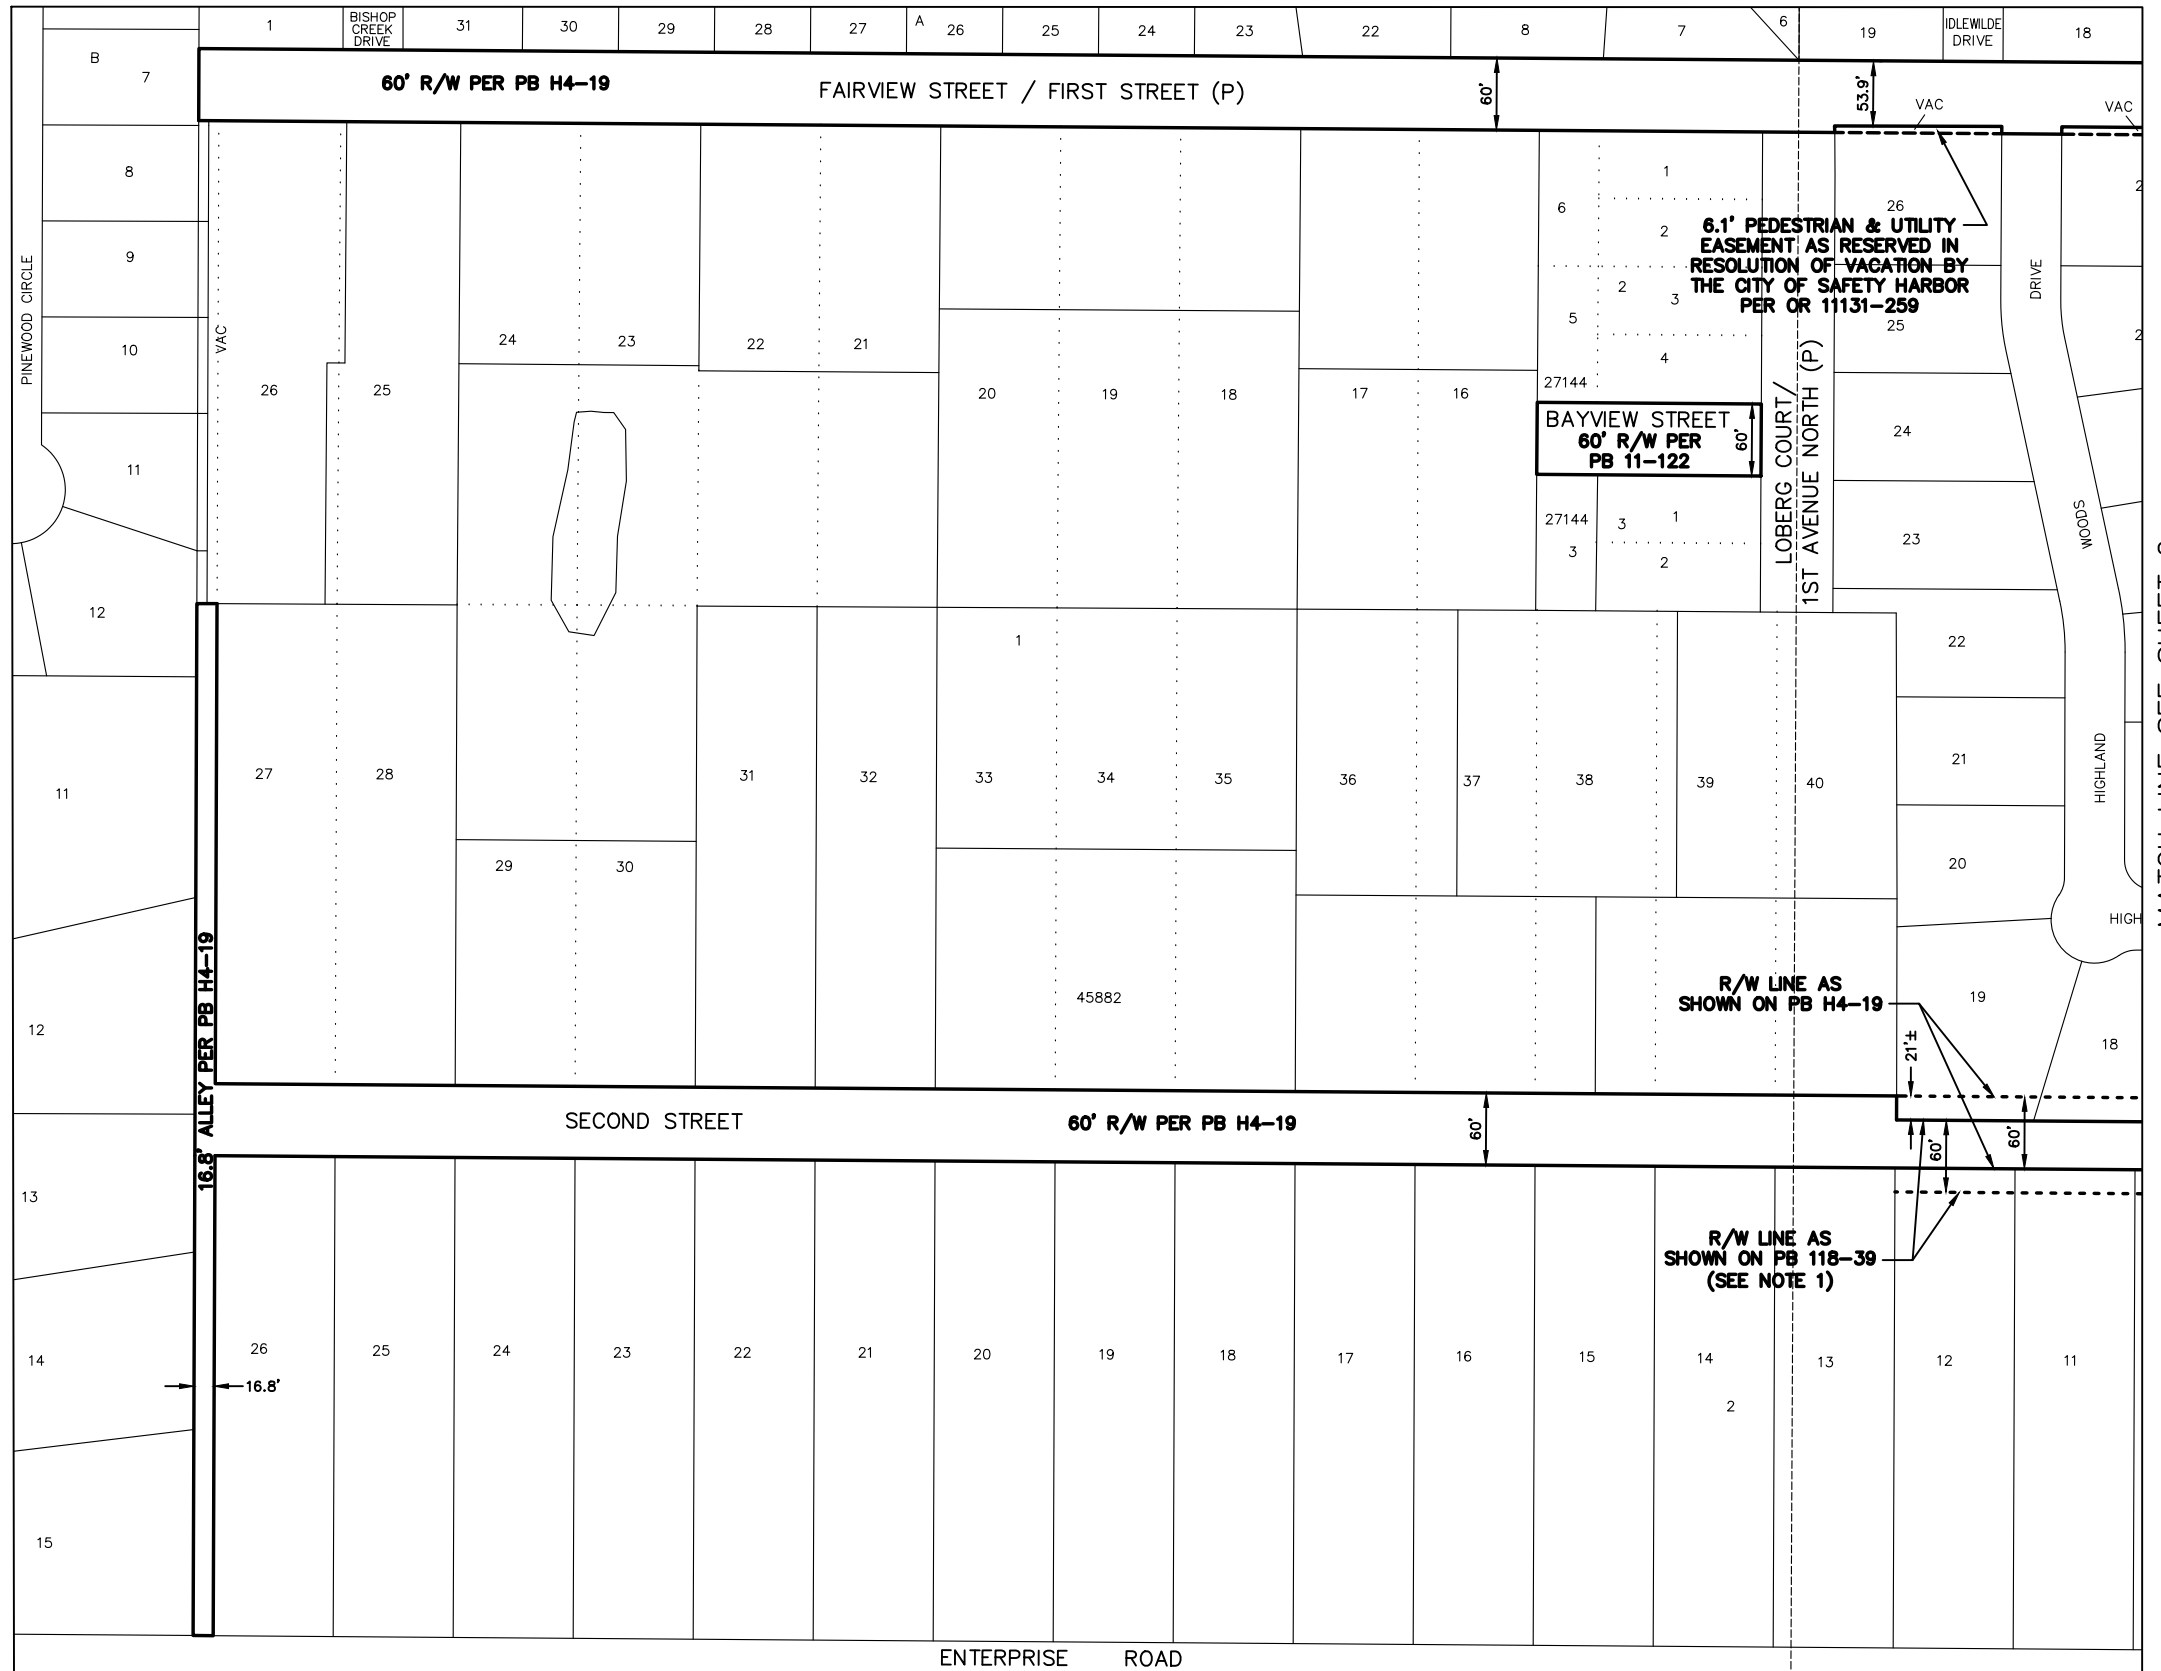 1
BISHOP
CREEK
DRIVE
31
30
29
28
27
A
26
25
24
23
22
8
7
6
19
IDLEWILDE
DRIVE
18
B
7
60' R/W PER PB H4-19
FAIRVIEW STREET / FIRST STREET (P)
60'
53.9'
VAC
VAC
8
9
10
11
12
PINEWOOD CIRCLE
VAC
26
25
24
23
22
21
20
19
18
17
16
6
5
27144
1
2
2
3
4
6.1' PEDESTRIAN & UTILITY
EASEMENT AS RESERVED IN
RESOLUTION OF VACATION BY
THE CITY OF SAFETY HARBOR
PER OR 11131-259
26
25
24
23
22
21
20
19
18
2
2
DRIVE
WOODS
HIGHLAND
HIGH
BAYVIEW STREET
60' R/W PER
PB 11-122
60'
LOBERG COURT/
1ST AVENUE NORTH (P)
27144
3
3
1
2
1
11
27
28
31
32
33
34
35
36
37
38
39
40
29
30
45882
12
16.8' ALLEY PER PB H4-19
R/W LINE AS
SHOWN ON PB H4-19
21'±
SECOND STREET
60' R/W PER PB H4-19
60'
60'
60'
R/W LINE AS
SHOWN ON PB 118-39
(SEE NOTE 1)
13
14
15
16.8'
26
25
24
23
22
21
20
19
18
17
16
15
14
13
12
11
2
ENTERPRISE ROAD